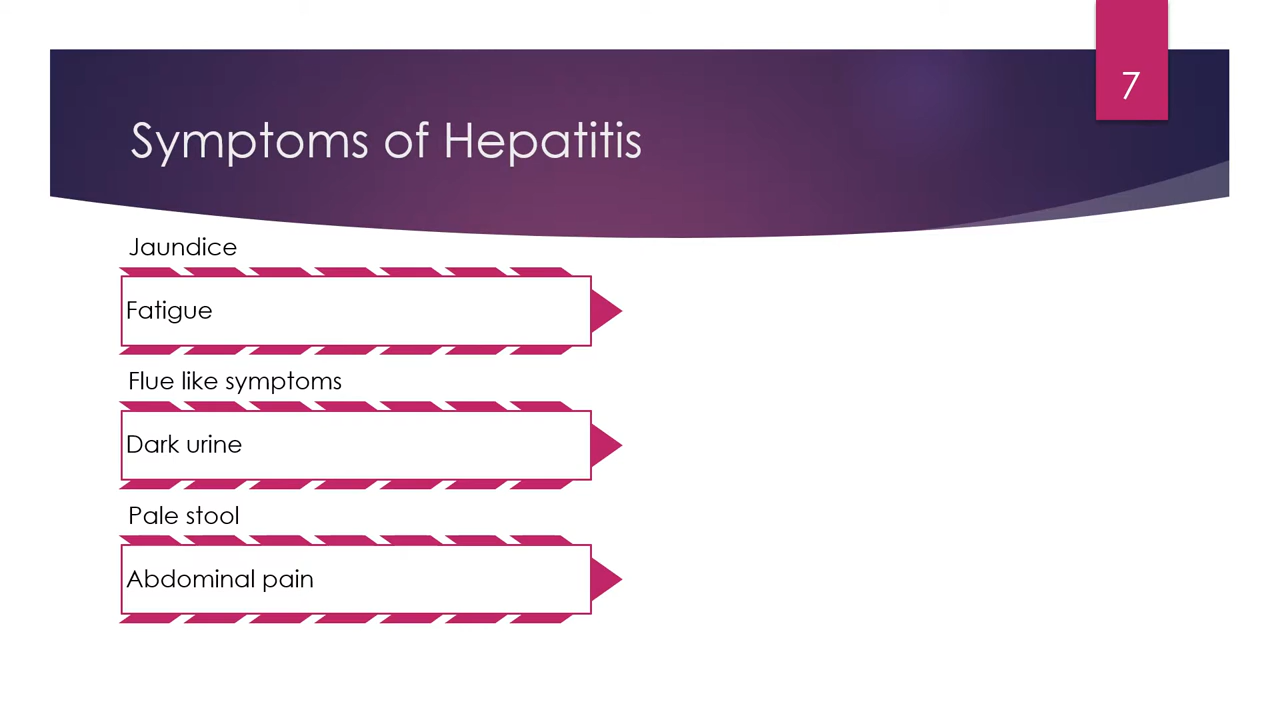 7
Symptoms of Hepatitis
Jaundice
Fatigue
Flue like symptoms
Dark urine
Pale stool
Abdominal pain